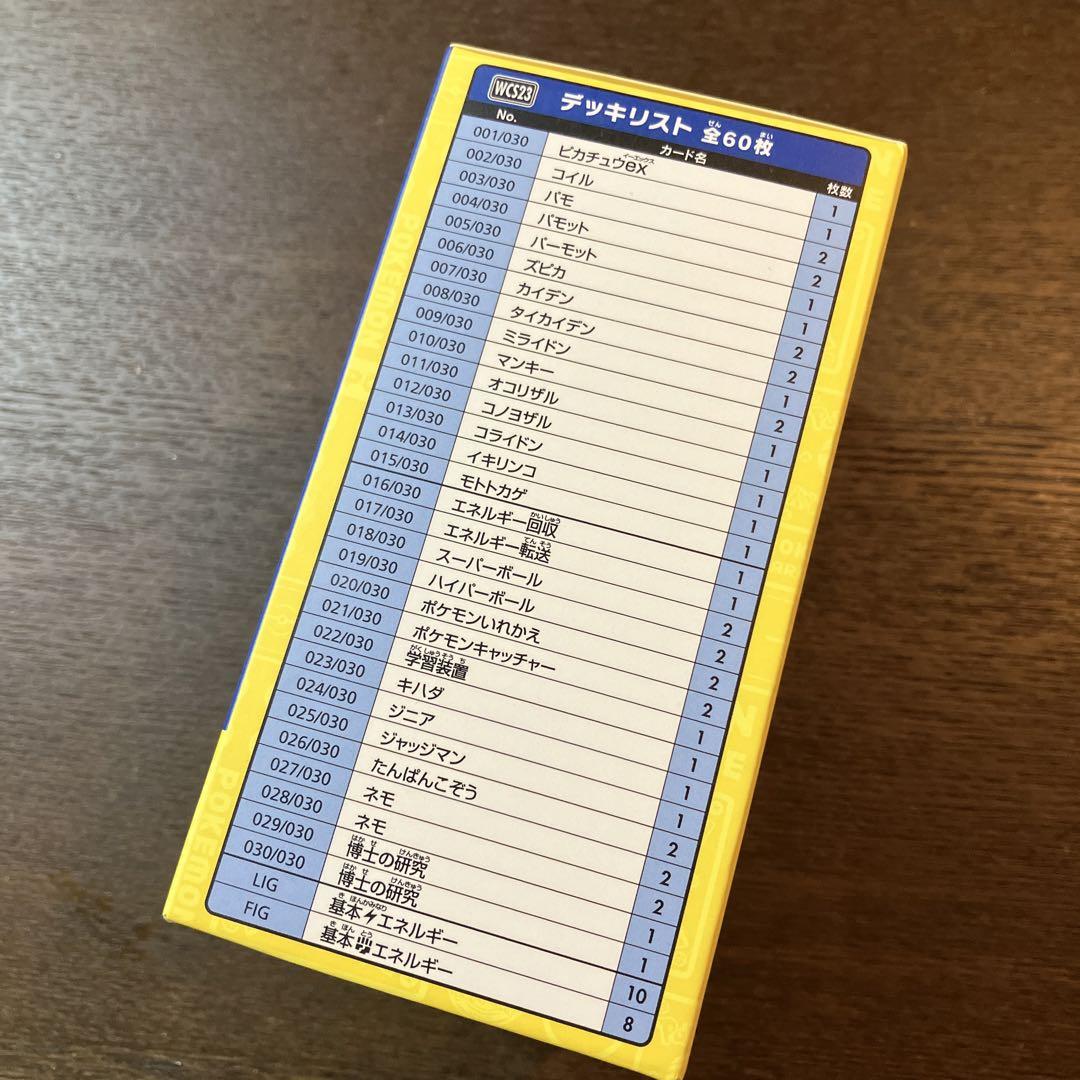 WCS23 デッキリスト 全60枚
No. カード名 枚数
001/030 ピカチュウex 1
002/030 コイル 1
003/030 パモ 2
004/030 パモット 2
005/030 パーモット 1
006/030 ズピカ 1
007/030 カイデン 2
008/030 タイカイデン 2
009/030 ミライドン 1
010/030 マンキー 2
011/030 オコリザル 1
012/030 コノヨザル 1
013/030 コライドン 1
014/030 イキリンコ 1
015/030 モトトカゲ 1
016/030 エネルギー回収 1
017/030 エネルギー転送 1
018/030 スーパーボール 2
019/030 ハイパーボール 2
020/030 ポケモンいれかえ 2
021/030 ポケモンキャッチャー 2
022/030 学習装置 1
023/030 キハダ 1
024/030 ジニア 1
025/030 ジャッジマン 1
026/030 たんぱんこぞう 2
027/030 ネモ 2
028/030 ネモ 2
029/030 博士の研究 1
030/030 博士の研究 1
LIG 基本エネルギー 10
FIG 基本エネルギー 8
POKEMON